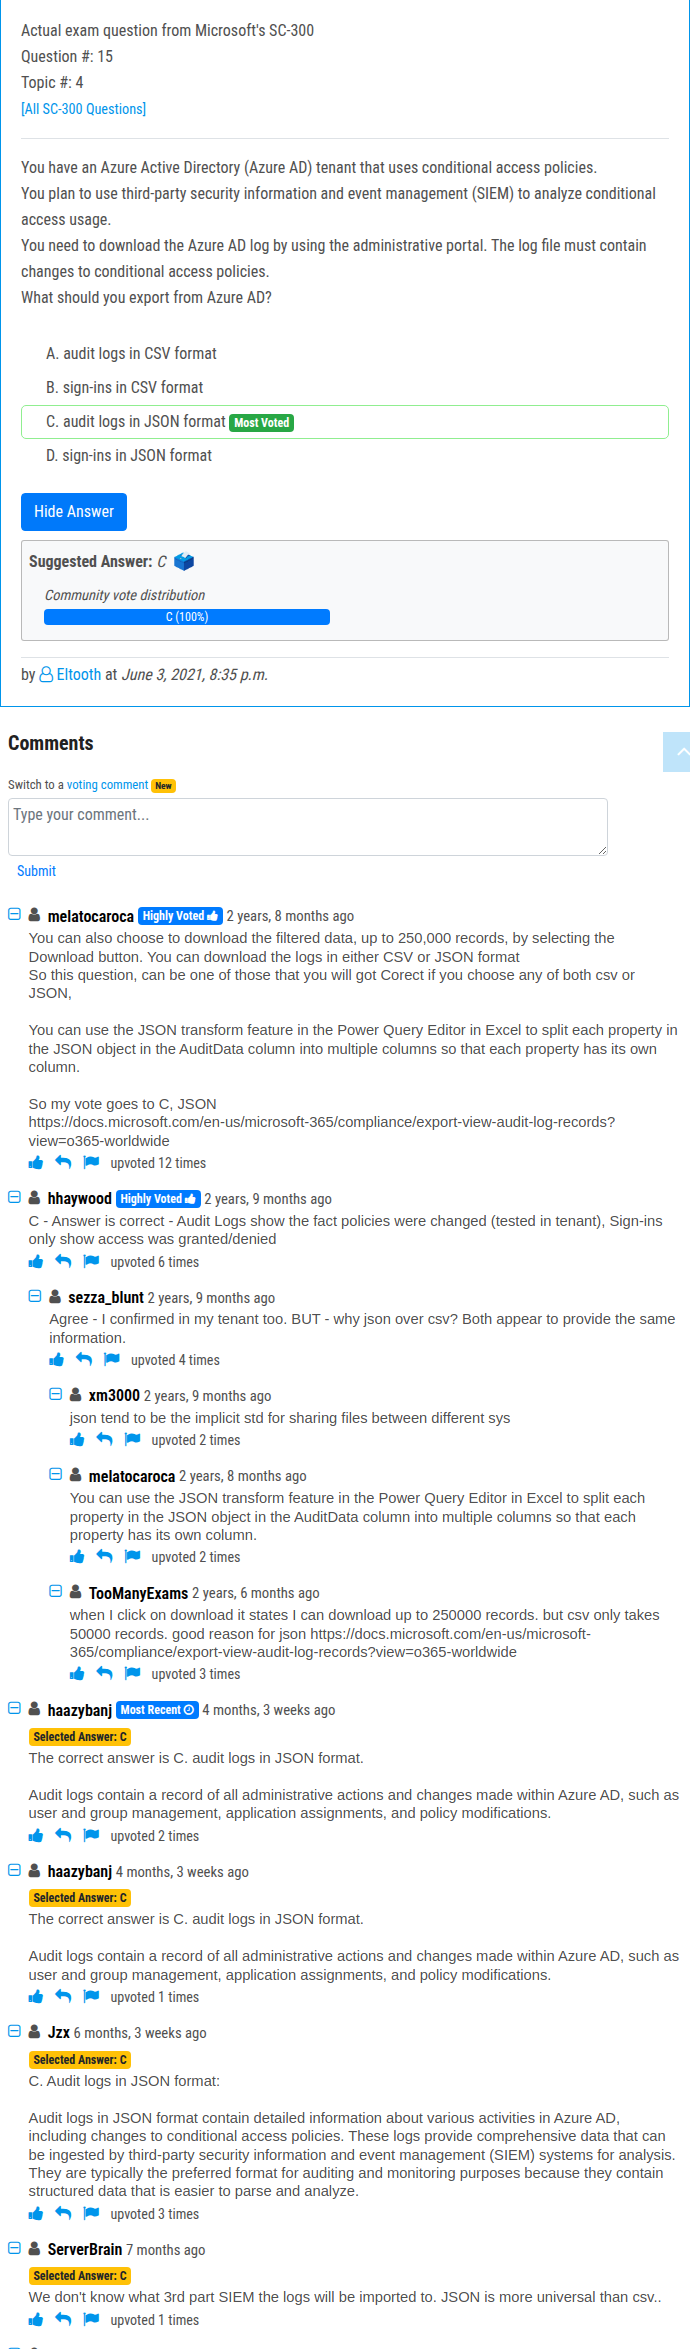 Actual exam question from Microsoft's SC-300
Question #: 15
Topic #: 4
[All SC-300 Questions]
You have an Azure Active Directory (Azure AD) tenant that uses conditional access policies.
You plan to use third-party security information and event management (SIEM) to analyze conditional
access usage.
You need to download the Azure AD log by using the administrative portal. The log file must contain
changes to conditional access policies.
What should you export from Azure AD?
A. audit logs in CSV format
B. sign-ins in CSV format
C. audit logs in JSON format Most Voted
D. sign-ins in JSON format
Hide Answer
Suggested Answer: C
Community vote distribution
C (100%)
by Eltooth at June 3, 2021, 8:35 p.m.
Comments
Switch to a voting comment New
Type your comment...
Submit
melatocaroca Highly Voted 2 years, 8 months ago
You can also choose to download the filtered data, up to 250,000 records, by selecting the
Download button. You can download the logs in either CSV or JSON format
So this question, can be one of those that you will got Corect if you choose any of both csv or
JSON,
You can use the JSON transform feature in the Power Query Editor in Excel to split each property in
the JSON object in the AuditData column into multiple columns so that each property has its own
column.
So my vote goes to C, JSON
https://docs.microsoft.com/en-us/microsoft-365/compliance/export-view-audit-log-records?
view=o365-worldwide
upvoted 12 times
hhaywood Highly Voted 2 years, 9 months ago
C - Answer is correct - Audit Logs show the fact policies were changed (tested in tenant), Sign-ins
only show access was granted/denied
upvoted 6 times
sezza_blunt 2 years, 9 months ago
Agree - I confirmed in my tenant too. BUT - why json over csv? Both appear to provide the same
information.
upvoted 4 times
xm3000 2 years, 9 months ago
json tend to be the implicit std for sharing files between different sys
upvoted 2 times
melatocaroca 2 years, 8 months ago
You can use the JSON transform feature in the Power Query Editor in Excel to split each
property in the JSON object in the AuditData column into multiple columns so that each
property has its own column.
upvoted 2 times
TooManyExams 2 years, 6 months ago
when I click on download it states I can download up to 250000 records. but csv only takes
50000 records. good reason for json https://docs.microsoft.com/en-us/microsoft-
365/compliance/export-view-audit-log-records?view=o365-worldwide
upvoted 3 times
haazybanj Most Recent 4 months, 3 weeks ago
Selected Answer: C
The correct answer is C. audit logs in JSON format.
Audit logs contain a record of all administrative actions and changes made within Azure AD, such as
user and group management, application assignments, and policy modifications.
upvoted 2 times
haazybanj 4 months, 3 weeks ago
Selected Answer: C
The correct answer is C. audit logs in JSON format.
Audit logs contain a record of all administrative actions and changes made within Azure AD, such as
user and group management, application assignments, and policy modifications.
upvoted 1 times
Jzx 6 months, 3 weeks ago
Selected Answer: C
C. Audit logs in JSON format:
Audit logs in JSON format contain detailed information about various activities in Azure AD,
including changes to conditional access policies. These logs provide comprehensive data that can
be ingested by third-party security information and event management (SIEM) systems for analysis.
They are typically the preferred format for auditing and monitoring purposes because they contain
structured data that is easier to parse and analyze.
upvoted 3 times
ServerBrain 7 months ago
Selected Answer: C
We don't know what 3rd part SIEM the logs will be imported to. JSON is more universal than csv..
upvoted 1 times